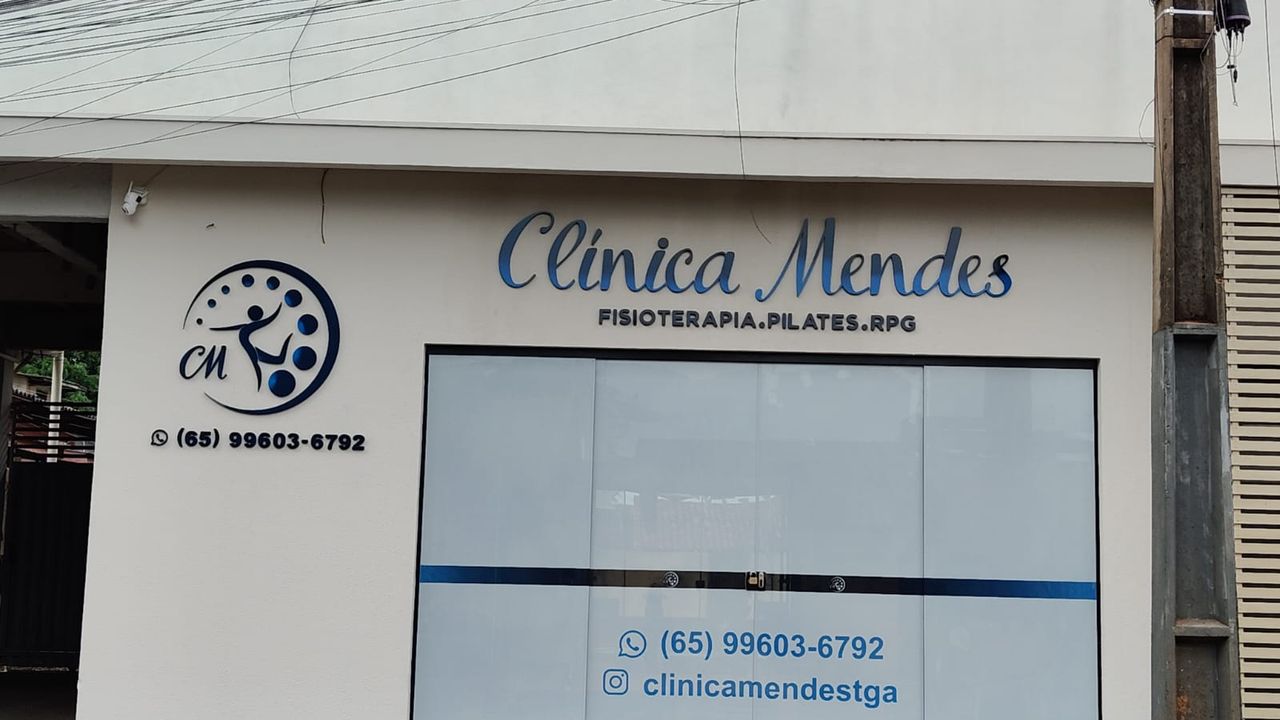 Clínica Mendes
FISIOTERAPIA.PILATES.RPG
CM
(65) 99603-6792
(65) 99603-6792
clinicamendestga